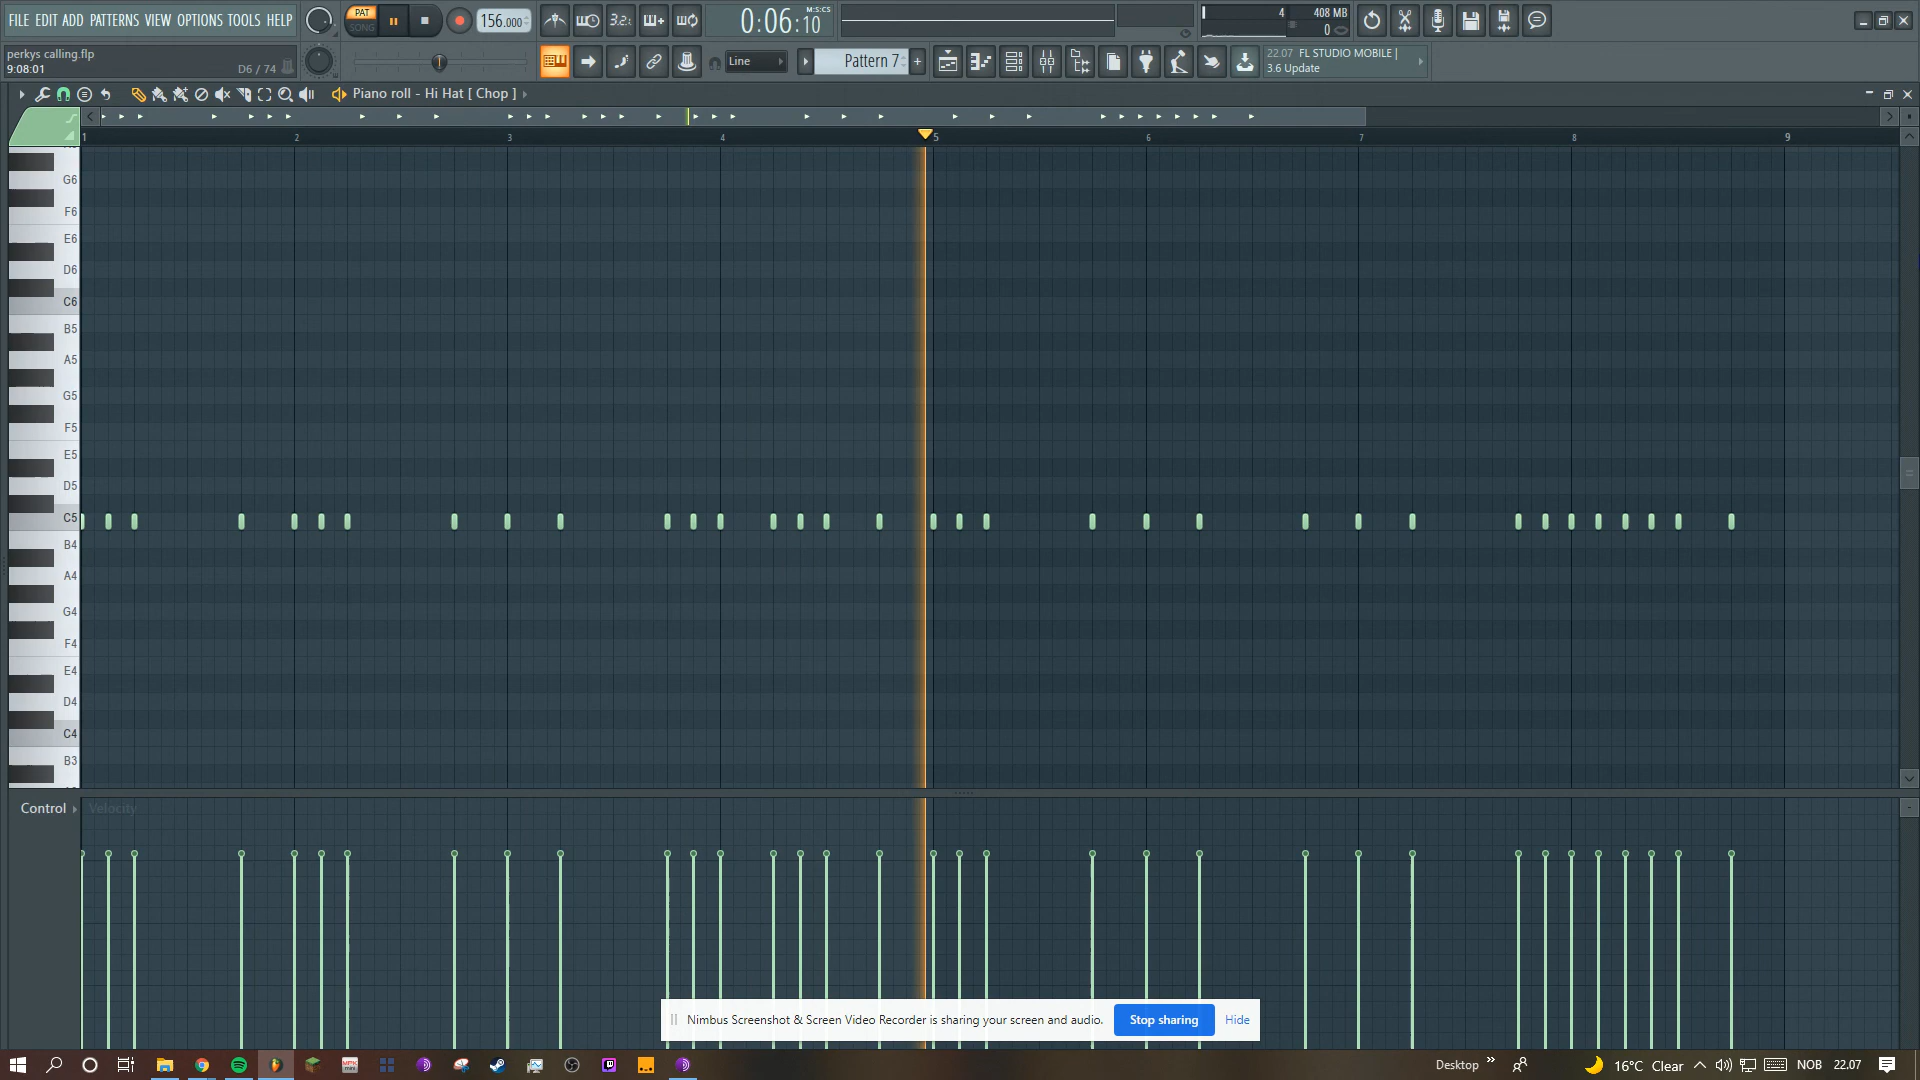 FILE EDIT ADD PATTERNS VIEW OPTIONS TOOLS HELP
PAT
SONG
156.000
3.2.
0:06:10
M:S:CS
4
408 MB
0
perkys calling.flp
9:08:01
D6 / 74
Line
Pattern 7
22.07 FL STUDIO MOBILE |
3.6 Update
Piano roll - Hi Hat [ Chop ]
1 2 3 4 5 6 7 8 9
G6
F6
E6
D6
C6
B5
A5
G5
F5
E5
D5
C5
B4
A4
G4
F4
E4
D4
C4
B3
Control
Velocity
Nimbus Screenshot & Screen Video Recorder is sharing your screen and audio.
Stop sharing
Hide
Desktop
16°C Clear
NOB
22.07